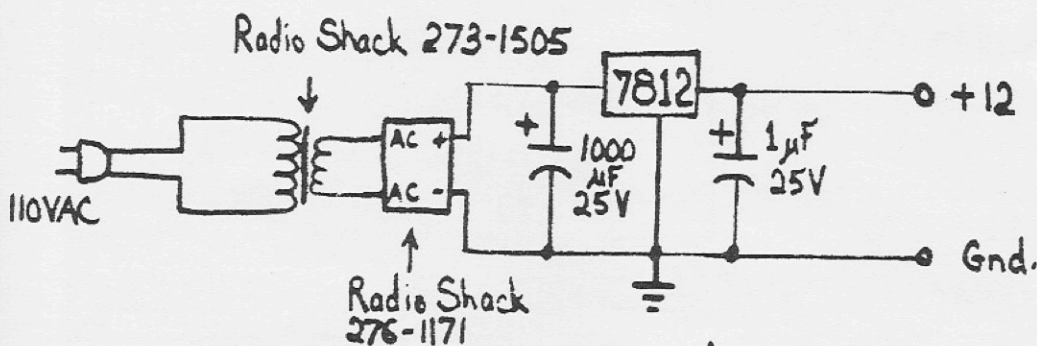 Radio Shack 273-1505
7812
+12
AC +
AC -
+
1000
µF
25V
+
1µF
25V
110VAC
Gnd.
Radio Shack
276-1171